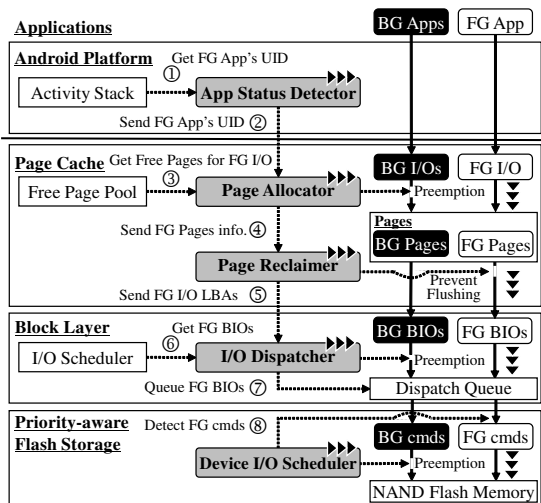 Applications
BG Apps
FG App
Android Platform
Get FG App's UID
①
Activity Stack
App Status Detector
Send FG App's UID ②
Page Cache
Get Free Pages for FG I/O
③
BG I/Os
FG I/O
Free Page Pool
Page Allocator
Preemption
Send FG Pages info. ④
Pages
BG Pages
FG Pages
Page Reclaimer
Prevent
Flushing
Send FG I/O LBAs ⑤
Block Layer
Get FG BIOs
⑥
BG BIOs
FG BIOs
I/O Scheduler
I/O Dispatcher
Preemption
Queue FG BIOs ⑦
Dispatch Queue
Priority-aware
Flash Storage
Detect FG cmds ⑧
BG cmds
FG cmds
Device I/O Scheduler
Preemption
NAND Flash Memory